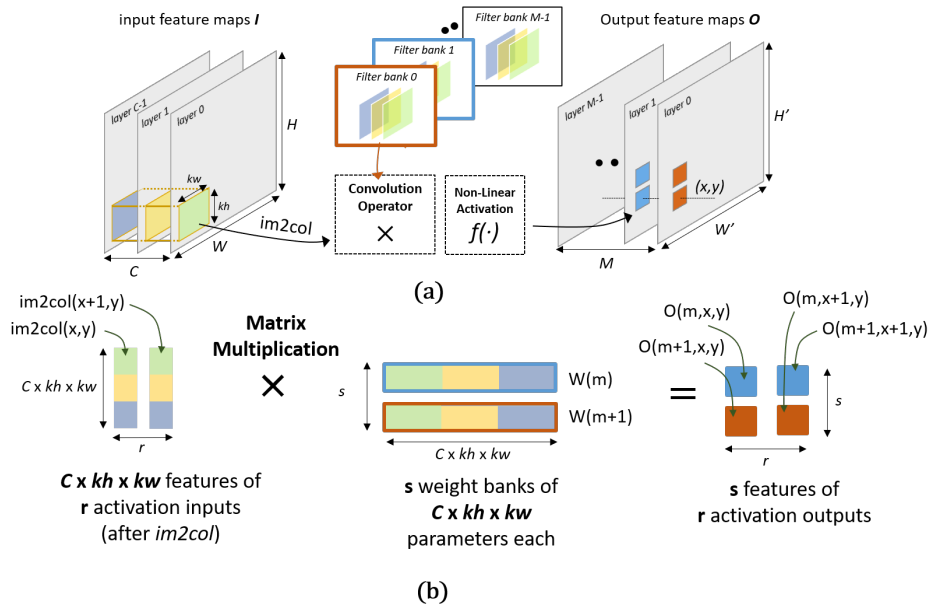 input feature maps I
Filter bank M-1
Output feature maps O
Filter bank 1
Filter bank 0
layer C-1
layer 1
layer 0
H
kw
kh
W
C
im2col
Convolution
Operator
×
Non-Linear
Activation
f(·)
layer M-1
layer 1
layer 0
H'
(x,y)
W'
M
(a)
im2col(x+1,y)
im2col(x,y)
C x kh x kw
r
Matrix
Multiplication
×
s
W(m)
W(m+1)
C x kh x kw
=
O(m,x,y)
O(m,x+1,y)
O(m+1,x,y)
O(m+1,x+1,y)
s
r
C x kh x kw features of
r activation inputs
(after im2col)
s weight banks of
C x kh x kw
parameters each
s features of
r activation outputs
(b)